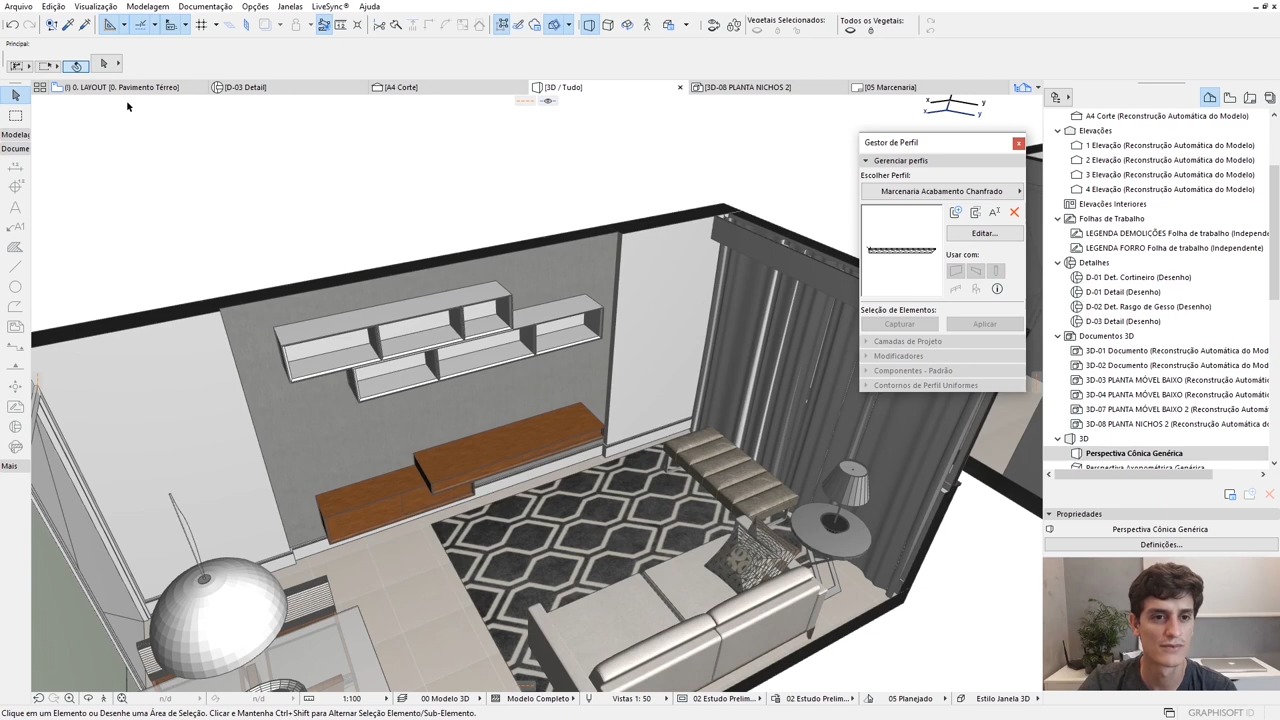 Arquivo Edição Visualização Modelagem Documentação Opções Janelas LiveSync® Ajuda
Vegetais Selecionados: Todos os Vegetais:
Principal:
(I) 0. LAYOUT [0. Pavimento Térreo] [D-03 Detail] [A4 Corte] [3D / Tudo] [3D-08 PLANTA NICHOS 2] [05 Marcenaria]
x y
x y
Modelag
Docume
Mais
Gestor de Perfil
Gerenciar perfis
Escolher Perfil:
Marcenaria Acabamento Chanfrado
Editar...
Usar com:
Seleção de Elementos:
Capturar Aplicar
Camadas de Projeto
Modificadores
Componentes - Padrão
Contornos de Perfil Uniformes
A4 Corte (Reconstrução Automática do Modelo)
Elevações
1 Elevação (Reconstrução Automática do Modelo)
2 Elevação (Reconstrução Automática do Modelo)
3 Elevação (Reconstrução Automática do Modelo)
4 Elevação (Reconstrução Automática do Modelo)
Elevações Interiores
Folhas de Trabalho
LEGENDA DEMOLIÇÕES Folha de trabalho (Independe
LEGENDA FORRO Folha de trabalho (Independente)
Detalhes
D-01 Det. Cortineiro (Desenho)
D-01 Detail (Desenho)
D-02 Det. Rasgo de Gesso (Desenho)
D-03 Detail (Desenho)
Documentos 3D
3D-01 Documento (Reconstrução Automática do Mode
3D-02 Documento (Reconstrução Automática do Mode
3D-03 PLANTA MÓVEL BAIXO (Reconstrução Automátic
3D-04 PLANTA MÓVEL BAIXO (Reconstrução Automátic
3D-07 PLANTA MÓVEL BAIXO 2 (Reconstrução Automá
3D-08 PLANTA NICHOS 2 (Reconstrução Automática do
3D
Perspectiva Cônica Genérica
Perspectiva Axonométrica Genérica
Propriedades
Perspectiva Cônica Genérica
Definições...
n/d n/d 1:100 00 Modelo 3D Modelo Completo Vistas 1: 50 02 Estudo Prelim... 02 Estudo Prelim... 05 Planejado Estilo Janela 3D
Clique em um Elemento ou Desenhe uma Área de Seleção. Clicar e Mantenha Ctrl+Shift para Alternar Seleção Elemento/Sub-Elemento.
GRAPHISOFT ID